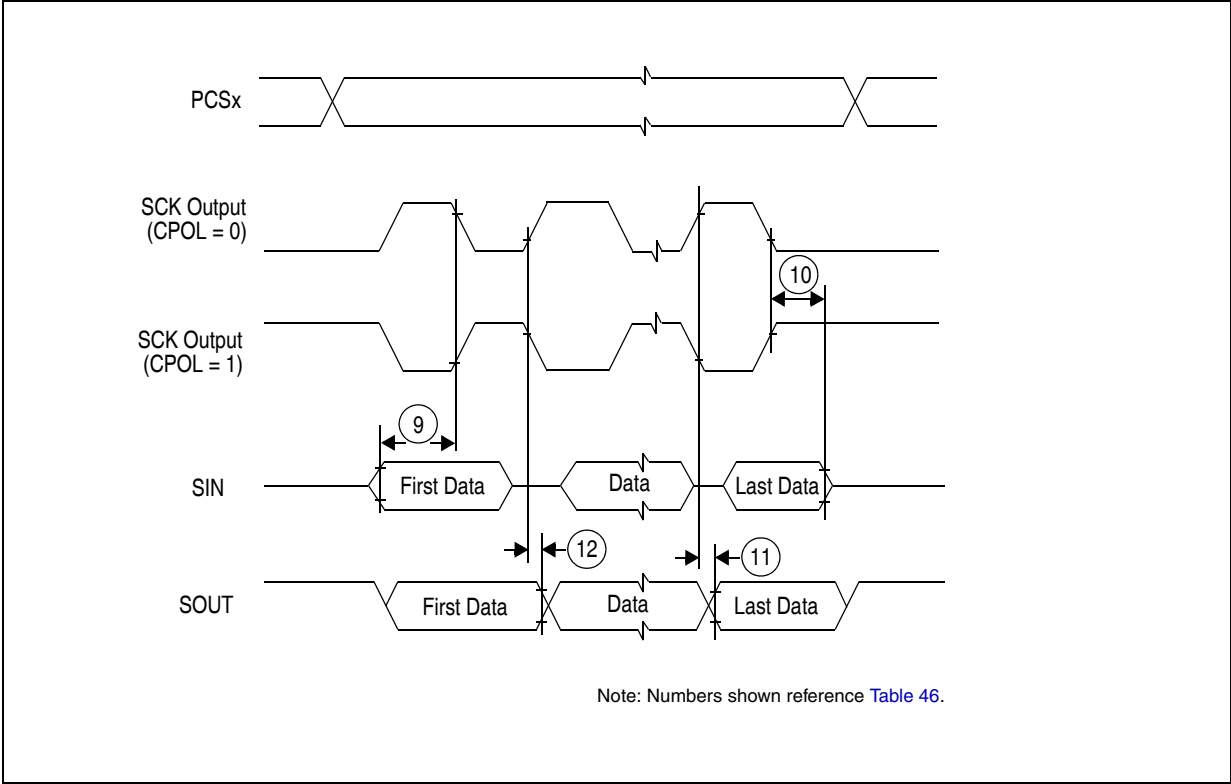 PCSx
SCK Output
(CPOL = 0)
10
SCK Output
(CPOL = 1)
9
SIN
First Data
Data
Last Data
12
11
SOUT
First Data
Data
Last Data
Note: Numbers shown reference Table 46.